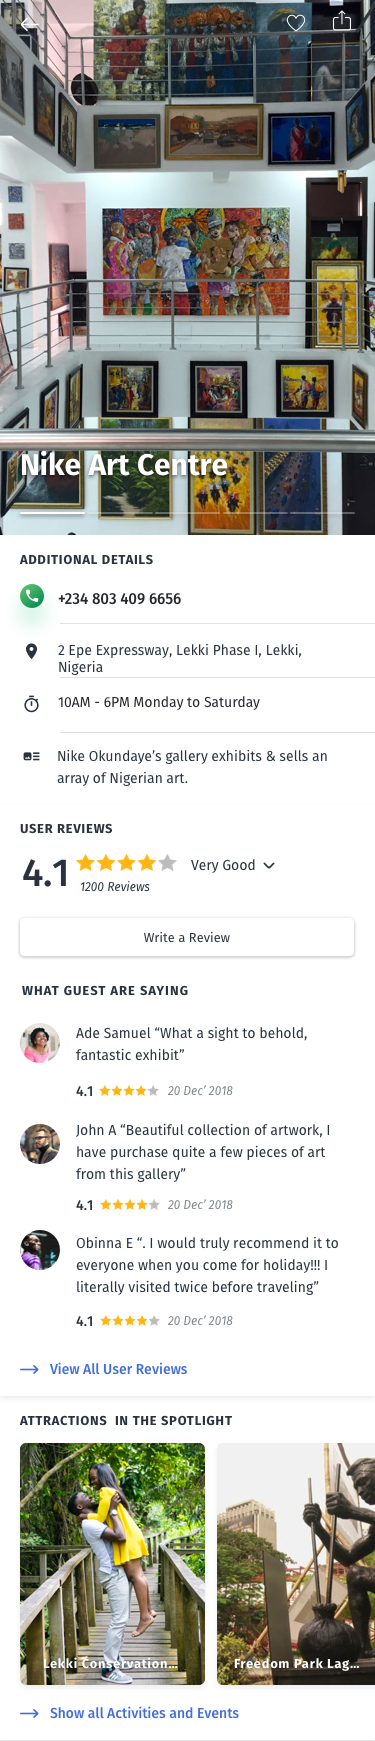 Nike Art Centre
ADDITIONAL DETAILS
+234 803 409 6656
2 Epe Expressway, Lekki Phase I, Lekki,
Nigeria
10AM - 6PM Monday to Saturday
Nike Okundaye’s gallery exhibits & sells an
array of Nigerian art.
USER REVIEWS
4.1
Very Good
1200 Reviews
Write a Review
WHAT GUEST ARE SAYING
Ade Samuel “What a sight to behold,
fantastic exhibit”
4.1 20 Dec’ 2018
John A “Beautiful collection of artwork, I
have purchase quite a few pieces of art
from this gallery”
4.1 20 Dec’ 2018
Obinna E “. I would truly recommend it to
everyone when you come for holiday!!! I
literally visited twice before traveling”
4.1 20 Dec’ 2018
View All User Reviews
ATTRACTIONS IN THE SPOTLIGHT
Lekki Conservation...
Freedom Park Lag...
Show all Activities and Events